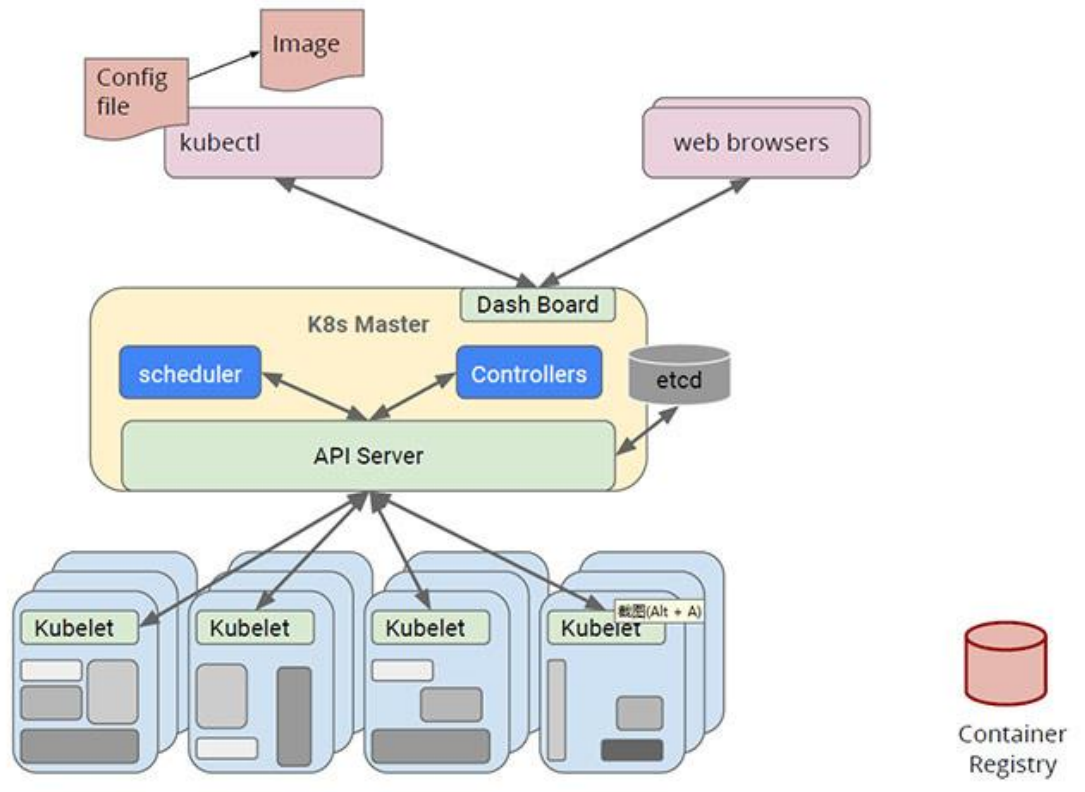 Image
Config
file
kubectl
web browsers
Dash Board
K8s Master
scheduler
Controllers
etcd
API Server
截图(Alt + A)
Kubelet
Kubelet
Kubelet
Kubelet
Container
Registry